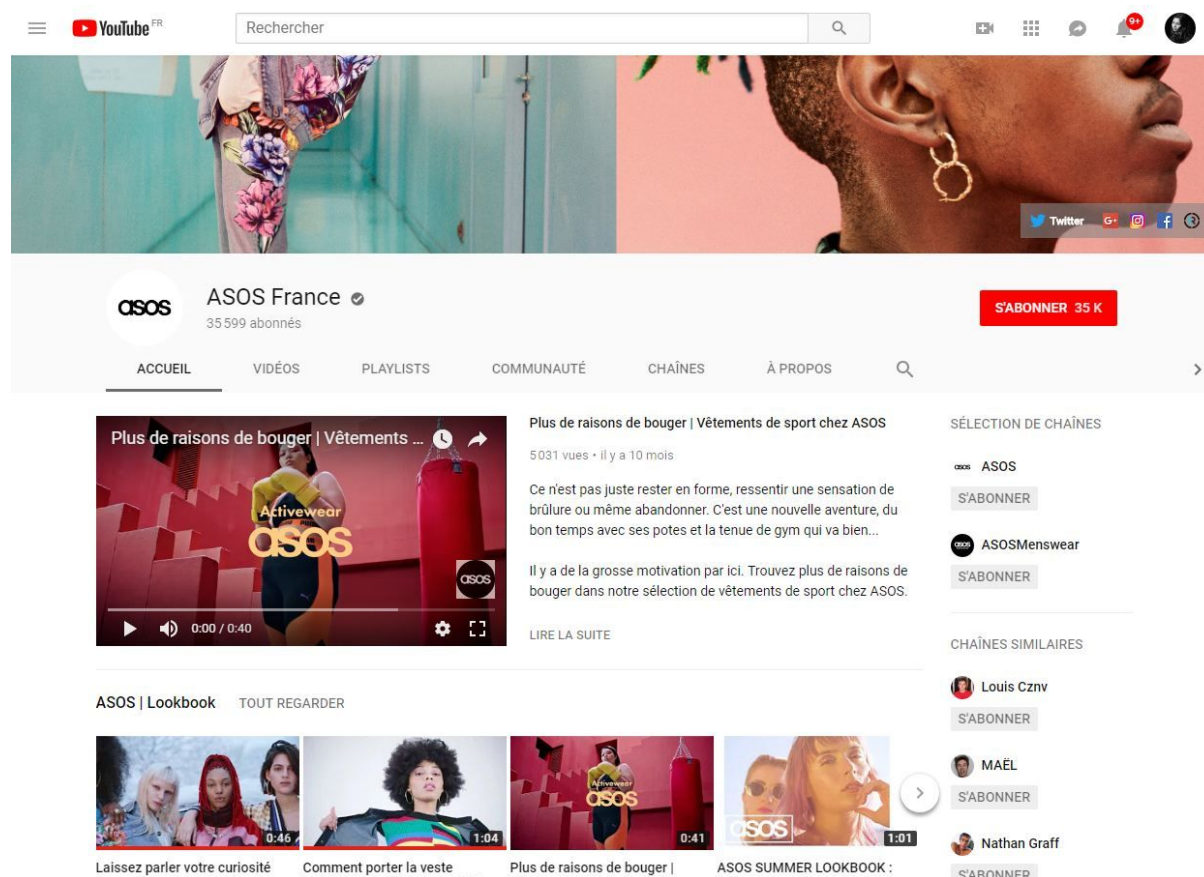 YouTube FR
Rechercher
9+
Twitter
G+
asos
ASOS France
35 599 abonnés
S'ABONNER 35 K
ACCUEIL
VIDÉOS
PLAYLISTS
COMMUNAUTÉ
CHAÎNES
À PROPOS
Plus de raisons de bouger | Vêtements ...
Activewear
asos
asos
0:00 / 0:40
Plus de raisons de bouger | Vêtements de sport chez ASOS
5 031 vues • il y a 10 mois
Ce n'est pas juste rester en forme, ressentir une sensation de
brûlure ou même abandonner. C'est une nouvelle aventure, du
bon temps avec ses potes et la tenue de gym qui va bien...
Il y a de la grosse motivation par ici. Trouvez plus de raisons de
bouger dans notre sélection de vêtements de sport chez ASOS.
LIRE LA SUITE
SÉLECTION DE CHAÎNES
asos ASOS
S'ABONNER
asos ASOSMenswear
S'ABONNER
CHAÎNES SIMILAIRES
Louis Cznv
S'ABONNER
MAËL
S'ABONNER
Nathan Graff
S'ABONNER
ASOS | Lookbook TOUT REGARDER
0:46
1:04
Activewear
asos
0:41
asos
1:01
Laissez parler votre curiosité
Comment porter la veste
Plus de raisons de bouger |
ASOS SUMMER LOOKBOOK :